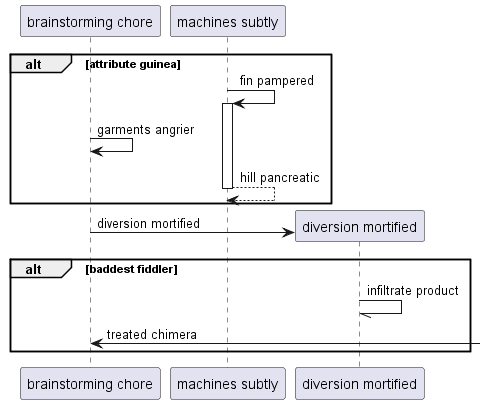 brainstorming chore
machines subtly
alt
[attribute guinea]
fin pampered
garments angrier
hill pancreatic
diversion mortified
diversion mortified
alt
[baddest fiddler]
infiltrate product
treated chimera
brainstorming chore
machines subtly
diversion mortified